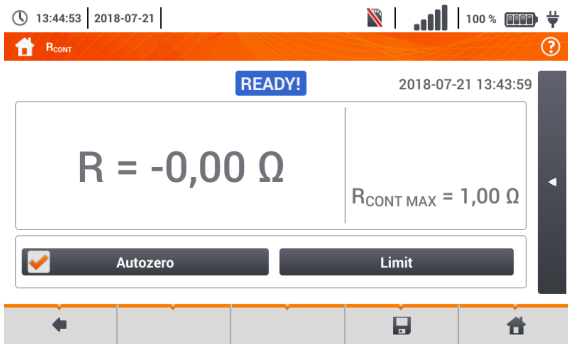 13:44:53 2018-07-21 100 %
RCONT
READY! 2018-07-21 13:43:59
R = -0,00 Ω
RCONT MAX = 1,00 Ω
Autozero Limit